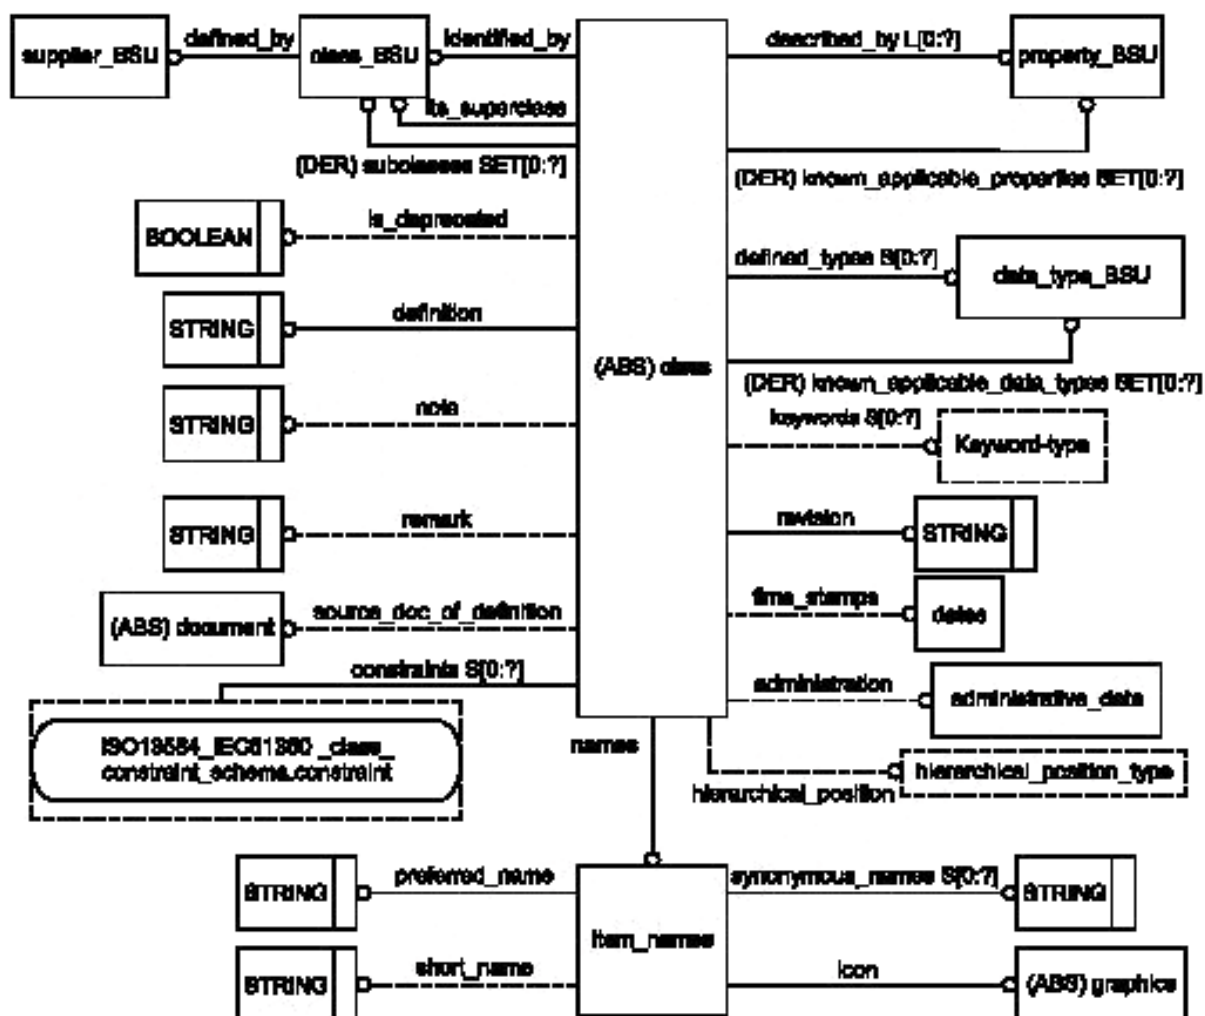 supplier_BSU
defined_by
class_BSU
identified_by
described_by L[0:?]
property_BSU
its_superclass
(DER) subclasses SET[0:?]
(DER) known_applicable_properties SET[0:?]
BOOLEAN
is_deprecated
defined_types S[0:?]
data_type_BSU
STRING
definition
(ABS) class
(DER) known_applicable_data_types SET[0:?]
STRING
note
keywords S[0:?]
Keyword-type
STRING
remark
revision
STRING
(ABS) document
source_doc_of_definition
time_stamps
dates
constraints S[0:?]
administration
administrative_data
ISO13584_IEC61360 _class_
constraint_schema.constraint
names
hierarchical_position_type
hierarchical_position
STRING
preferred_name
synonymous_names S[0:?]
STRING
item_names
STRING
short_name
icon
(ABS) graphics